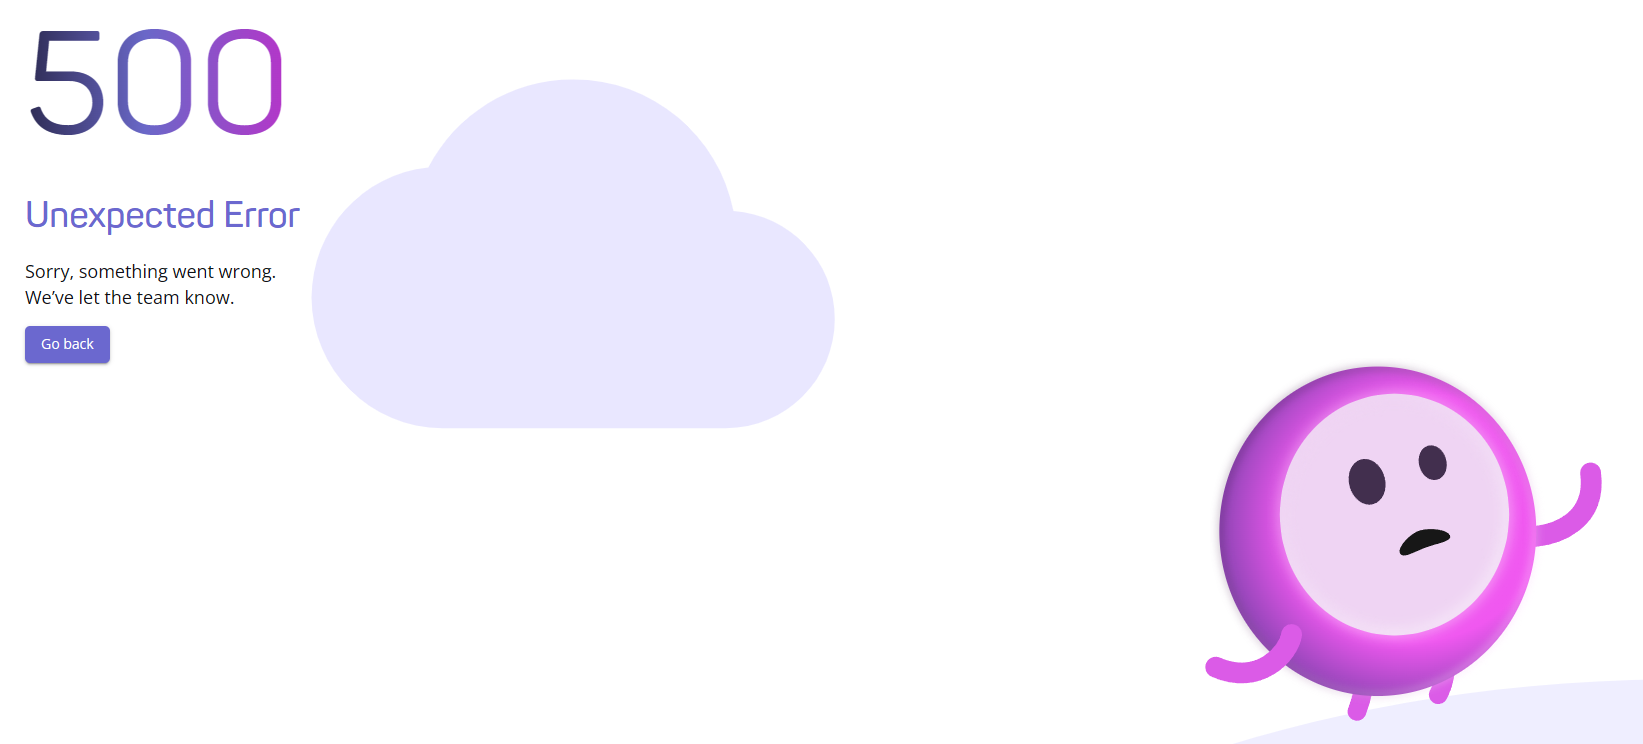 500
Unexpected Error
Sorry, something went wrong.
We’ve let the team know.
Go back